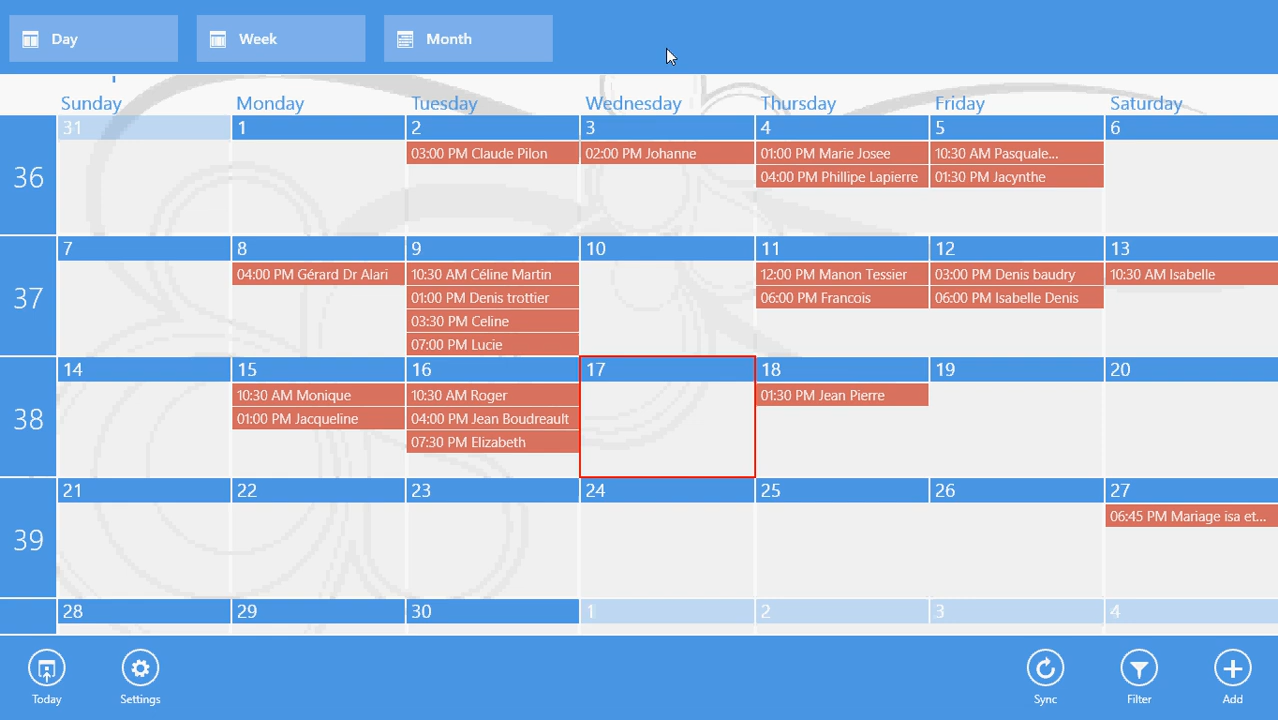 Day Week Month
Sunday Monday Tuesday Wednesday Thursday Friday Saturday
36
31 1 2 3 4 5 6
03:00 PM Claude Pilon
02:00 PM Johanne
01:00 PM Marie Josee
04:00 PM Phillipe Lapierre
10:30 AM Pasquale...
01:30 PM Jacynthe
37
7 8 9 10 11 12 13
04:00 PM Gérard Dr Alari
10:30 AM Céline Martin
01:00 PM Denis trottier
03:30 PM Celine
07:00 PM Lucie
12:00 PM Manon Tessier
06:00 PM Francois
03:00 PM Denis baudry
06:00 PM Isabelle Denis
10:30 AM Isabelle
38
14 15 16 17 18 19 20
10:30 AM Monique
01:00 PM Jacqueline
10:30 AM Roger
04:00 PM Jean Boudreault
07:30 PM Elizabeth
01:30 PM Jean Pierre
39
21 22 23 24 25 26 27
06:45 PM Mariage isa et...
28 29 30 1 2 3 4
Today Settings Sync Filter Add